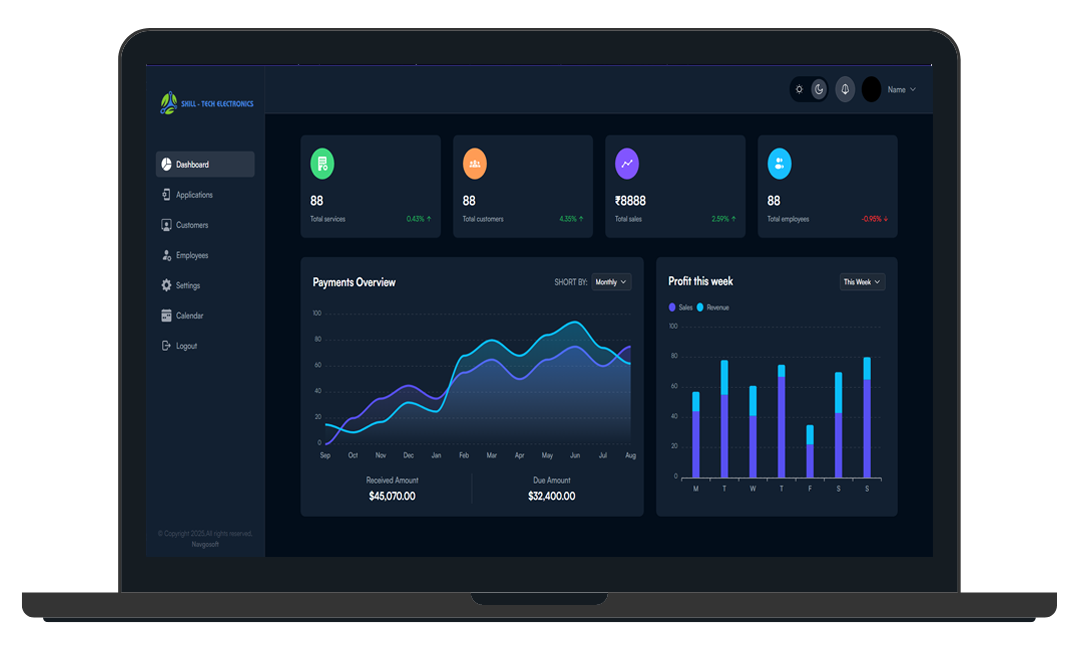 SKILL - TECH ELECTRONICS
Name
Dashboard
Applications
Customers
Employees
Settings
Calendar
Logout
© Copyright 2025.All rights reserved.
Navgosoft
88
Total services
0.43%
88
Total customers
4.35%
₹8888
Total sales
2.59%
88
Total employees
-0.95%
Payments Overview
SHORT BY:
Monthly
100
80
60
40
20
0
Sep Oct Nov Dec Jan Feb Mar Apr May Jun Jul Aug
Received Amount
$45,070.00
Due Amount
$32,400.00
Profit this week
This Week
Sales Revenue
100
80
60
40
20
0
M T W T F S S